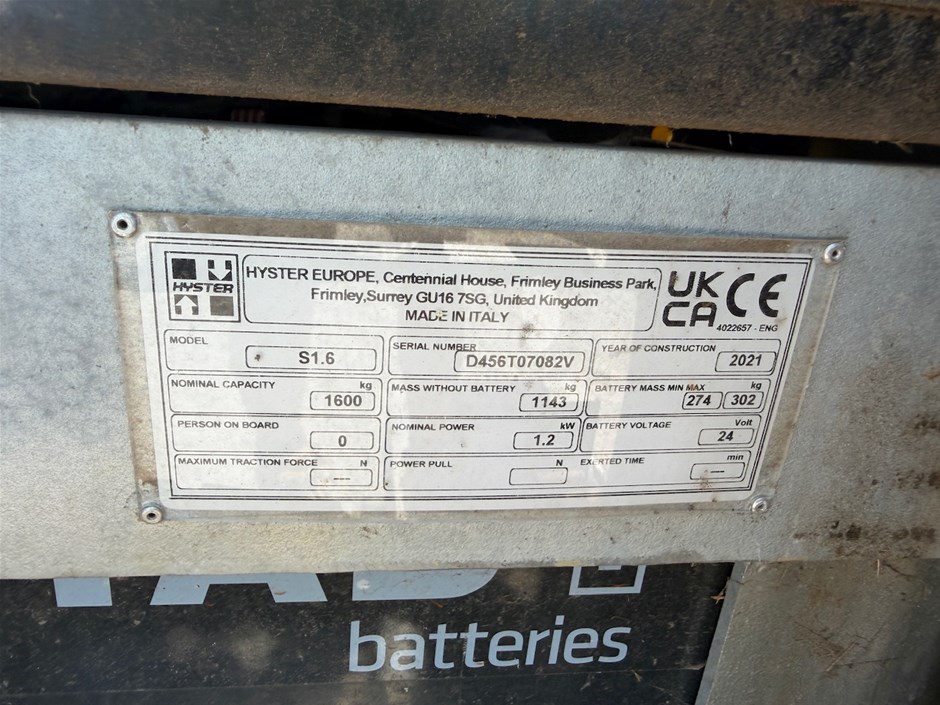 HYSTER
HYSTER EUROPE, Centennial House, Frimley Business Park,
Frimley,Surrey GU16 7SG, United Kingdom
MADE IN ITALY
UK
CA
CE
4022657 - ENG
MODEL
S1.6
SERIAL NUMBER
D456T07082V
YEAR OF CONSTRUCTION
2021
NOMINAL CAPACITY kg
1600
MASS WITHOUT BATTERY kg
1143
BATTERY MASS MIN MAX kg
274 302
PERSON ON BOARD
0
NOMINAL POWER kW
1.2
BATTERY VOLTAGE Volt
24
MAXIMUM TRACTION FORCE N
---
POWER PULL N
EXERTED TIME min
---
batteries